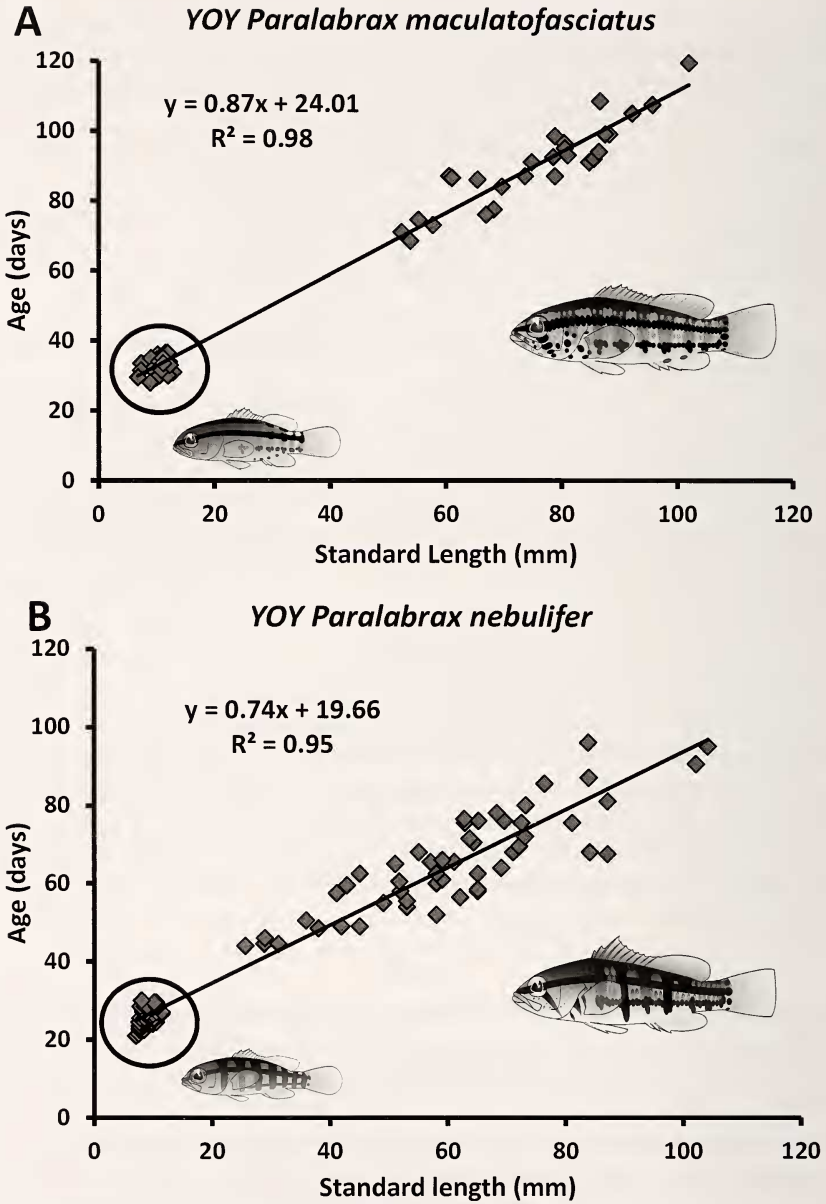 A
YOY Paralabrax maculatofasciatus
120
100
80
60
40
20
0
Age (days)
y = 0.87x + 24.01
R² = 0.98
0 20 40 60 80 100 120
Standard Length (mm)
B
YOY Paralabrax nebulifer
120
100
80
60
40
20
0
Age (days)
y = 0.74x + 19.66
R² = 0.95
0 20 40 60 80 100 120
Standard length (mm)